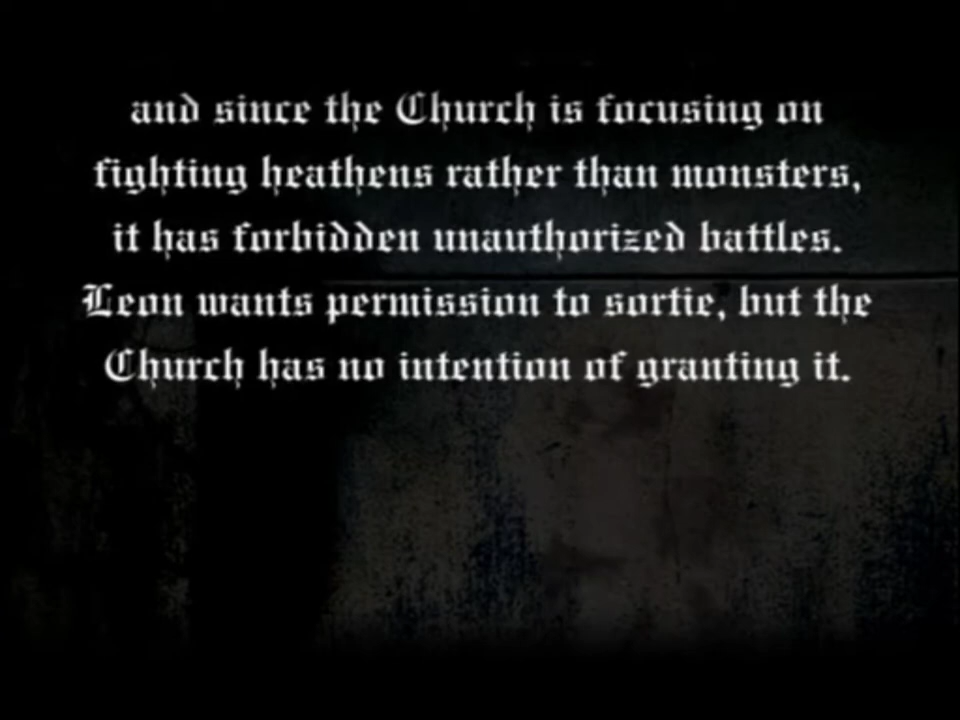 and since the Church is focusing on
fighting heathens rather than monsters,
it has forbidden unauthorized battles.
Leon wants permission to sortie, but the
Church has no intention of granting it.